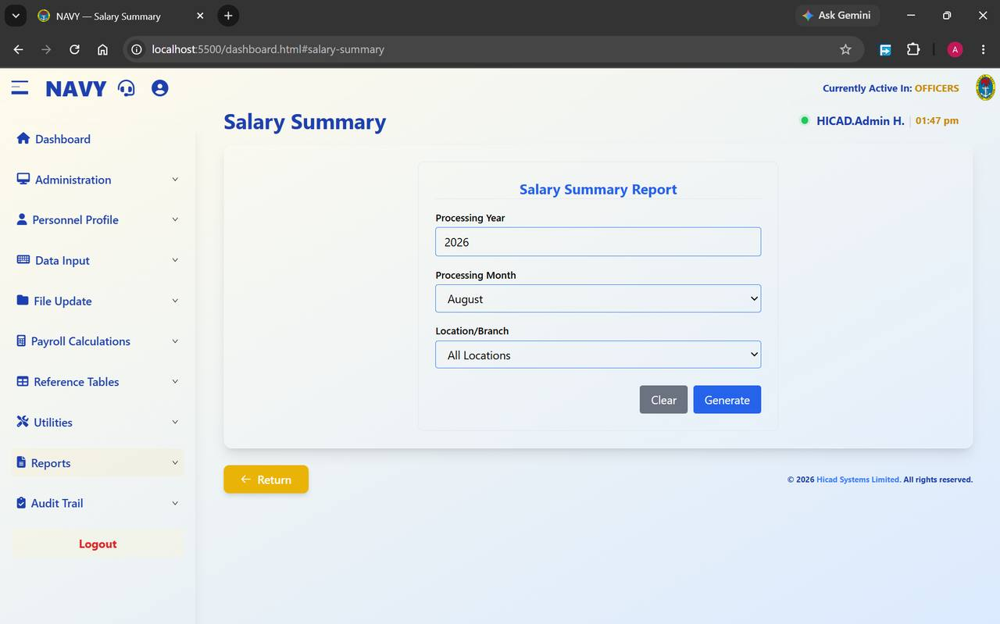 NAVY — Salary Summary
Ask Gemini
localhost:5500/dashboard.html#salary-summary
A
NAVY
Currently Active In: OFFICERS
Salary Summary
HICAD.Admin H. | 01:47 pm
Dashboard
Administration
Personnel Profile
Data Input
File Update
Payroll Calculations
Reference Tables
Utilities
Reports
Audit Trail
Logout
Salary Summary Report
Processing Year
2026
Processing Month
August
Location/Branch
All Locations
Clear
Generate
Return
© 2026 Hicad Systems Limited. All rights reserved.